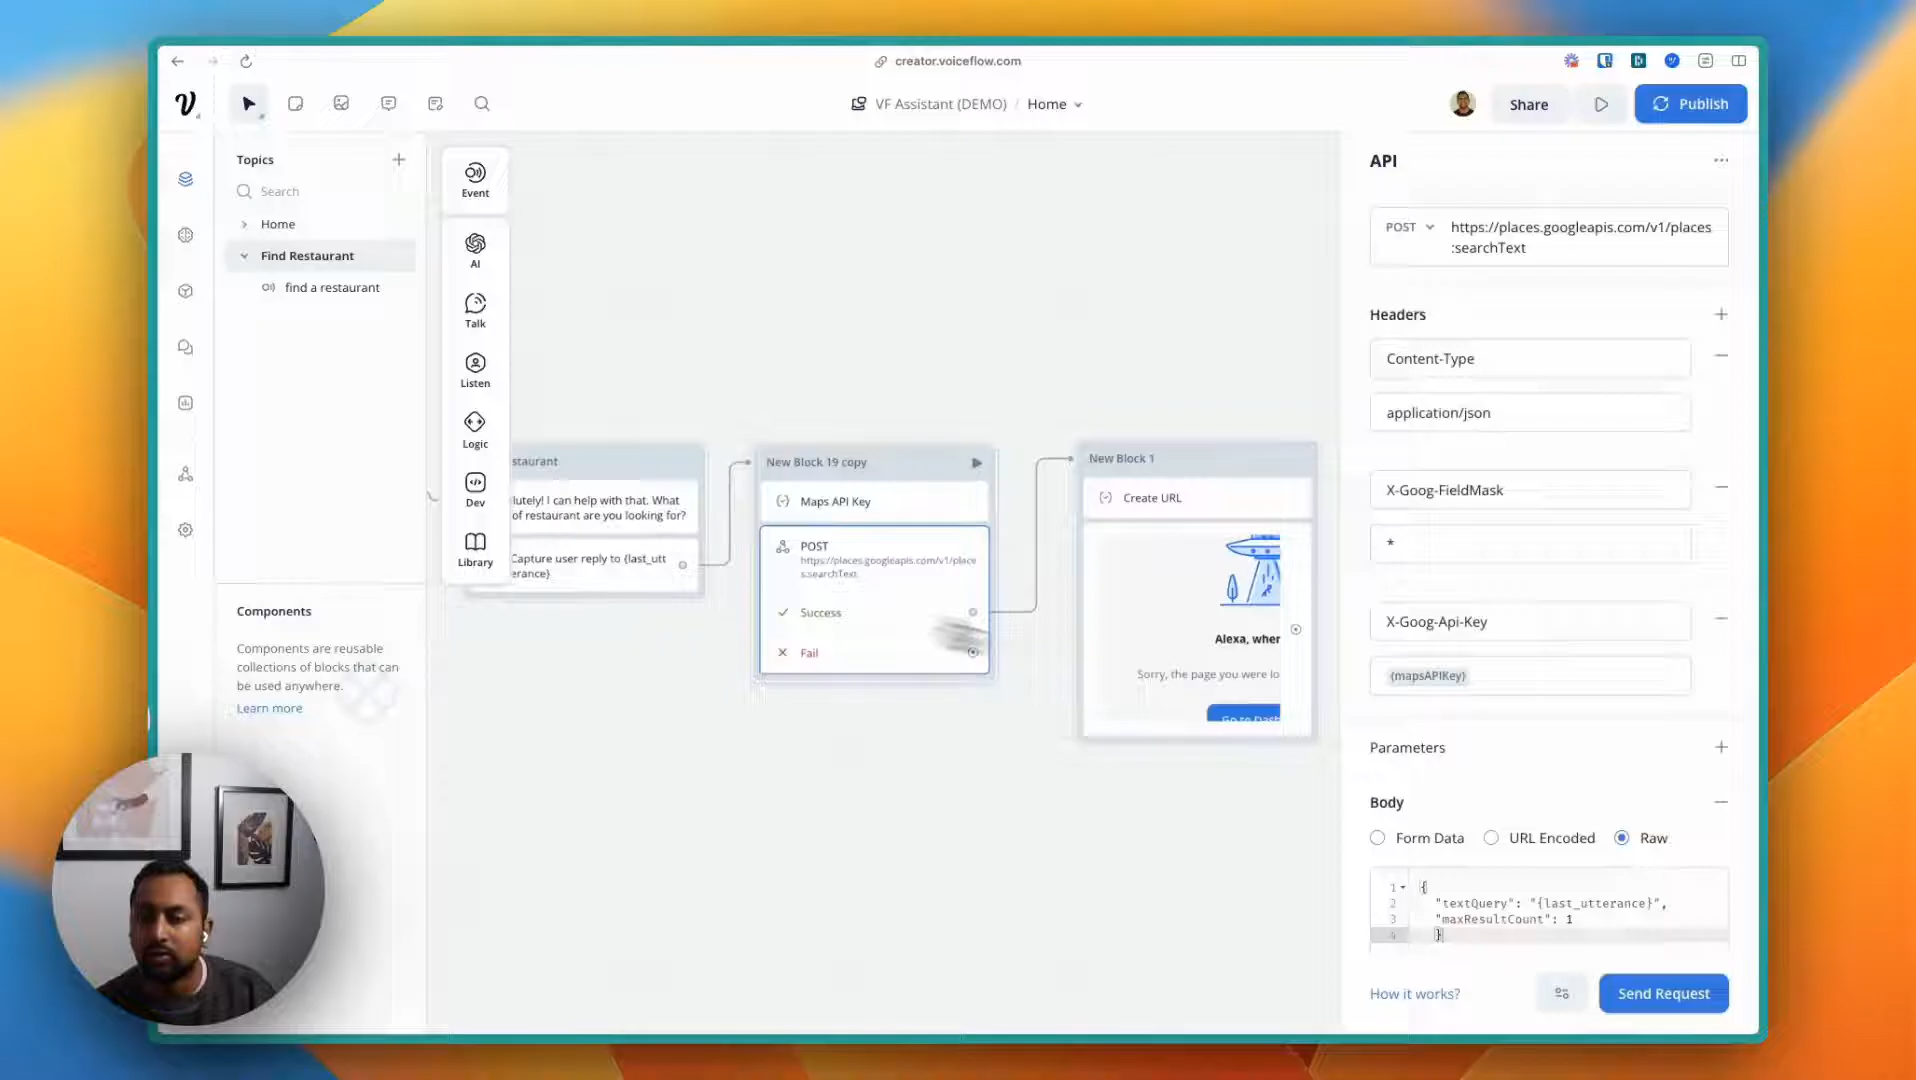 creator.voiceflow.com
VF Assistant (DEMO) / Home
Share
Publish
Topics
Search
Home
Find Restaurant
find a restaurant
Components
Components are reusable
collections of blocks that can
be used anywhere.
Learn more
Event
AI
Talk
Listen
Logic
Dev
Library
staurant
lutely! I can help with that. What
of restaurant are you looking for?
Capture user reply to {last_utt
erance}
New Block 19 copy
Maps API Key
POST
https://places.googleapis.com/v1/place
s:searchText
Success
Fail
New Block 1
Create URL
Alexa, wher
Sorry, the page you were lo
Go to Dash
API
POST
https://places.googleapis.com/v1/places
:searchText
Headers
Content-Type
application/json
X-Goog-FieldMask
*
X-Goog-Api-Key
{mapsAPIKey}
Parameters
Body
Form Data
URL Encoded
Raw
1 {
2 "textQuery": "{last_utterance}",
3 "maxResultCount": 1
4 }
How it works?
Send Request